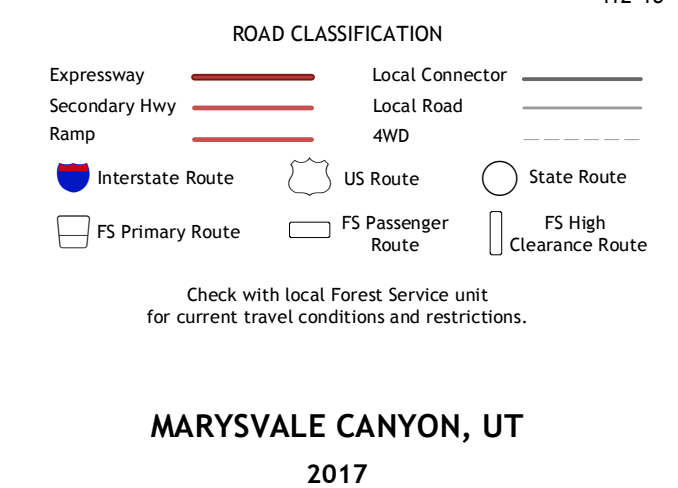 ROAD CLASSIFICATION
Expressway
Local Connector
Secondary Hwy
Local Road
Ramp
4WD
Interstate Route
US Route
State Route
FS Primary Route
FS Passenger
Route
FS High
Clearance Route
Check with local Forest Service unit
for current travel conditions and restrictions.
MARYSVALE CANYON, UT
2017